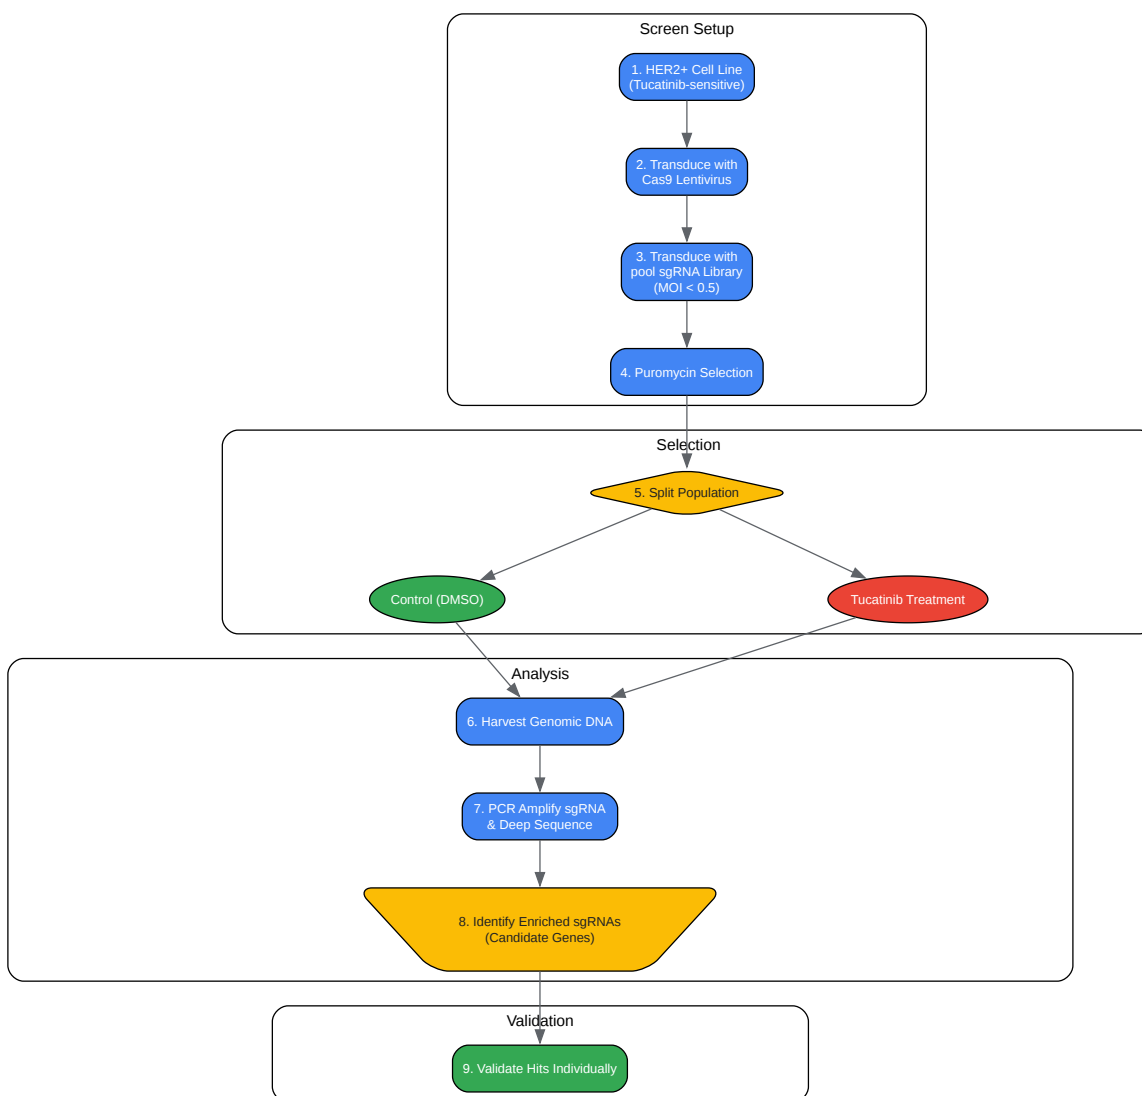 Screen Setup
1. HER2+ Cell Line
(Tucatinib-sensitive)
2. Transduce with
Cas9 Lentivirus
3. Transduce with
pool sgRNA Library
(MOI < 0.5)
4. Puromycin Selection
Selection
5. Split Population
Control (DMSO)
Tucatinib Treatment
Analysis
6. Harvest Genomic DNA
7. PCR Amplify sgRNA
& Deep Sequence
8. Identify Enriched sgRNAs
(Candidate Genes)
Validation
9. Validate Hits Individually